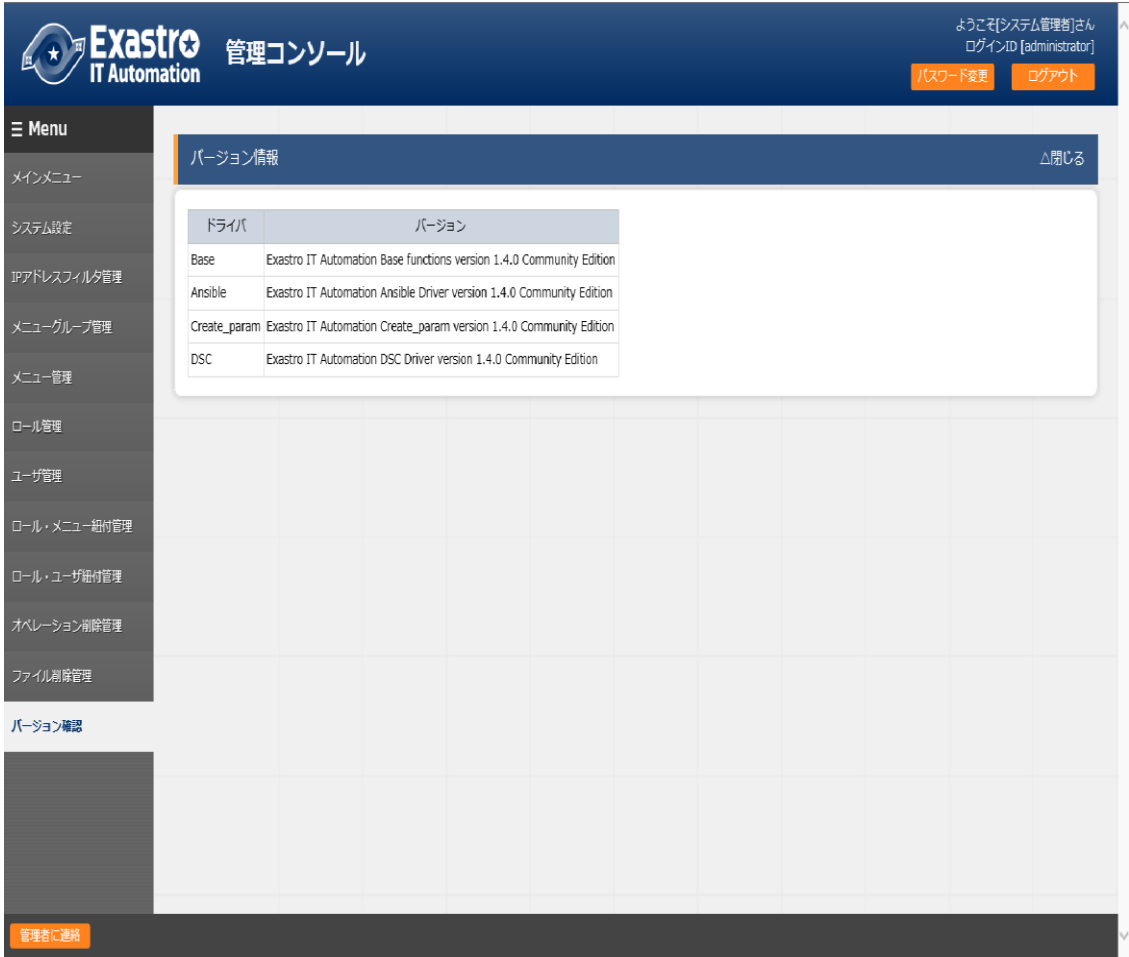 Exastro
IT Automation
管理コンソール
ようこそ[システム管理者]さん
ログインID [administrator]
パスワード変更
ログアウト
Menu
メインメニュー
システム設定
IPアドレスフィルタ管理
メニューグループ管理
メニュー管理
ロール管理
ユーザ管理
ロール・メニュー紐付管理
ロール・ユーザ紐付管理
オペレーション削除管理
ファイル削除管理
バージョン確認
バージョン情報
△閉じる
ドライバ バージョン
Base Exastro IT Automation Base functions version 1.4.0 Community Edition
Ansible Exastro IT Automation Ansible Driver version 1.4.0 Community Edition
Create_param Exastro IT Automation Create_param version 1.4.0 Community Edition
DSC Exastro IT Automation DSC Driver version 1.4.0 Community Edition
管理者に連絡